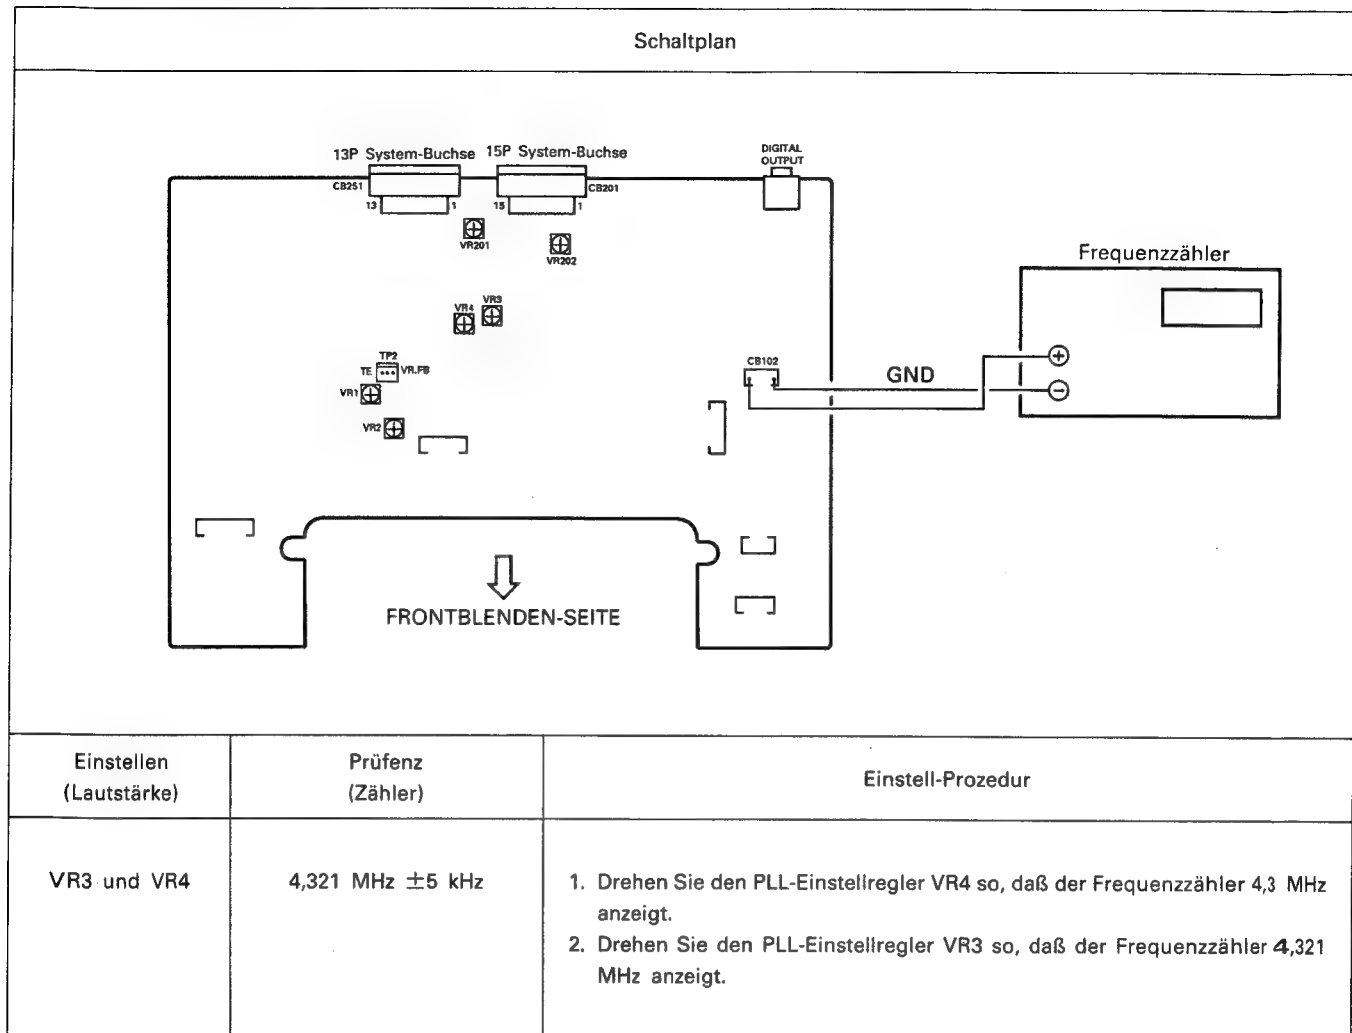 Schaltplan
13P System-Buchse 15P System-Buchse
DIGITAL
OUTPUT
CB251
CB201
13 1
15 1
VR201
VR202
Frequenzzähler
VR4 VR3
TP2
TE VR.FB
VR1
VR2
CB102
GND
+
−
FRONTBLENDEN-SEITE
Einstellen
(Lautstärke)
Prüfenz
(Zähler)
Einstell-Prozedur
VR3 und VR4
4,321 MHz ±5 kHz
1. Drehen Sie den PLL-Einstellregler VR4 so, daß der Frequenzzähler 4,3 MHz
anzeigt.
2. Drehen Sie den PLL-Einstellregler VR3 so, daß der Frequenzzähler 4,321
MHz anzeigt.